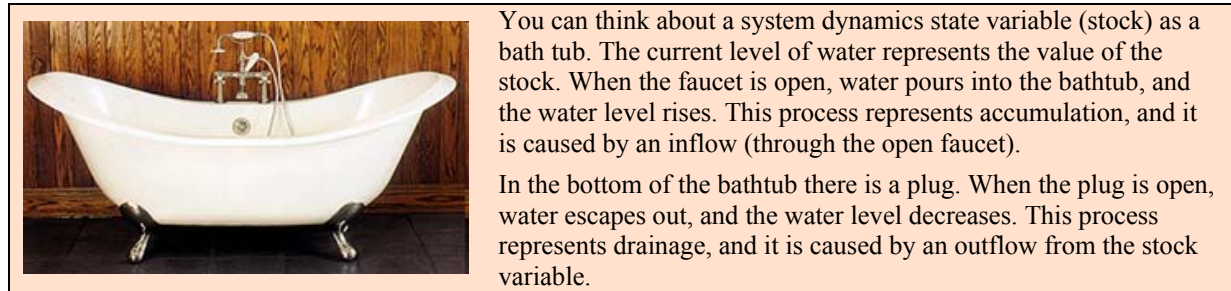 You can think about a system dynamics state variable (stock) as a
bath tub. The current level of water represents the value of the
stock. When the faucet is open, water pours into the bathtub, and
the water level rises. This process represents accumulation, and it
is caused by an inflow (through the open faucet).
In the bottom of the bathtub there is a plug. When the plug is open,
water escapes out, and the water level decreases. This process
represents drainage, and it is caused by an outflow from the stock
variable.